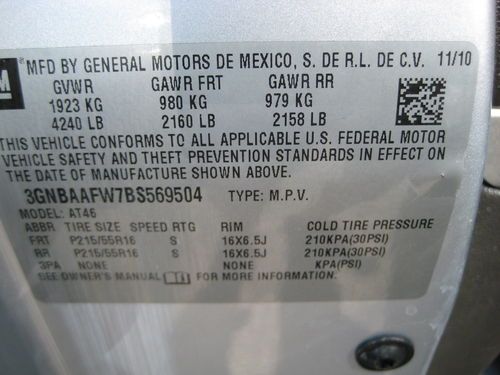 GM MFD BY GENERAL MOTORS DE MEXICO, S. DE R.L. DE C.V. 11/10
GVWR GAWR FRT GAWR RR
1923 KG 980 KG 979 KG
4240 LB 2160 LB 2158 LB
THIS VEHICLE CONFORMS TO ALL APPLICABLE U.S. FEDERAL MOTOR
VEHICLE SAFETY AND THEFT PREVENTION STANDARDS IN EFFECT ON
THE DATE OF MANUFACTURE SHOWN ABOVE.
3GNBAAFW7BS569504 TYPE: M.P.V.
MODEL: AT46
ABBR TIRE SIZE SPEED RTG RIM COLD TIRE PRESSURE
FRT P215/55R16 S 16X6.5J 210KPA(30PSI)
RR P215/55R16 S 16X6.5J 210KPA(30PSI)
SPA NONE NONE KPA(PSI)
SEE OWNER'S MANUAL FOR MORE INFORMATION.